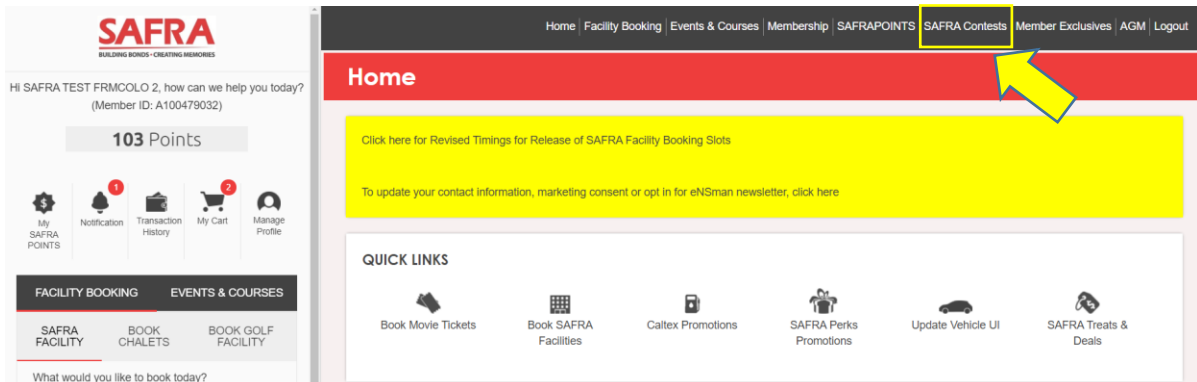 SAFRA
BUILDING BONDS • CREATING MEMORIES
Hi SAFRA TEST FRMCOLO 2, how can we help you today?
(Member ID: A100479032)
103 Points
1
2
My
SAFRA
POINTS
Notification
Transaction
History
My Cart
Manage
Profile
FACILITY BOOKING EVENTS & COURSES
SAFRA
FACILITY
BOOK
CHALETS
BOOK GOLF
FACILITY
What would you like to book today?
Home Facility Booking Events & Courses Membership SAFRAPOINTS SAFRA Contests Member Exclusives AGM Logout
Home
Click here for Revised Timings for Release of SAFRA Facility Booking Slots
To update your contact information, marketing consent or opt in for eNSman newsletter, click here
QUICK LINKS
Book Movie Tickets
Book SAFRA
Facilities
Caltex Promotions
SAFRA Perks
Promotions
Update Vehicle UI
SAFRA Treats &
Deals